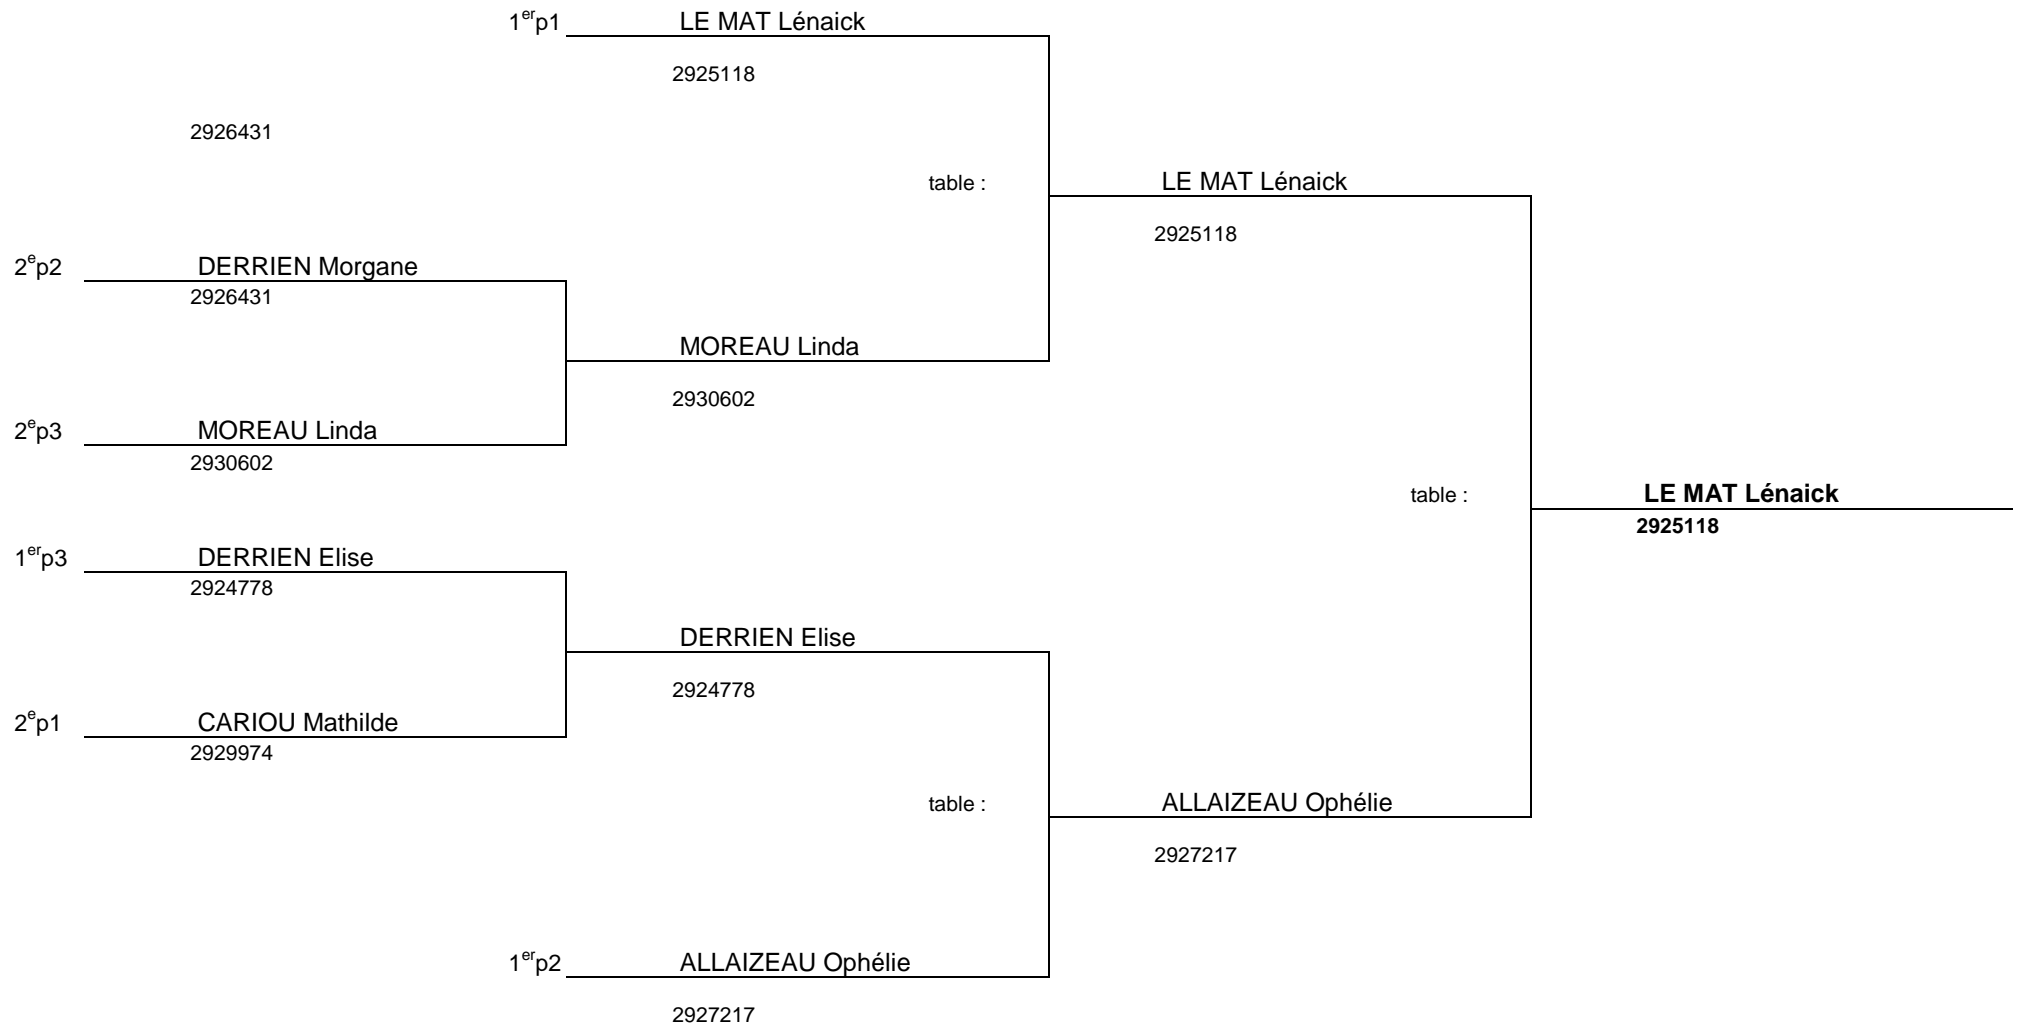 1erp1 LE MAT Lénaick
2925118
2926431
table : LE MAT Lénaick
2925118
2ep2 DERRIEN Morgane
2926431
MOREAU Linda
2930602
2ep3 MOREAU Linda
2930602
table : LE MAT Lénaick
2925118
1erp3 DERRIEN Elise
2924778
DERRIEN Elise
2924778
2ep1 CARIOU Mathilde
2929974
table : ALLAIZEAU Ophélie
2927217
1erp2 ALLAIZEAU Ophélie
2927217